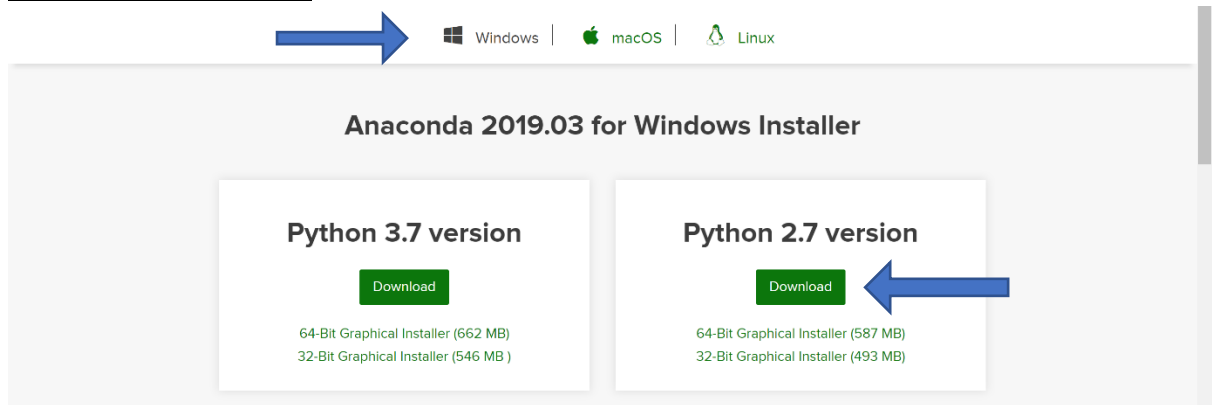 Windows | macOS | Linux
Anaconda 2019.03 for Windows Installer
Python 3.7 version
Download
64-Bit Graphical Installer (662 MB)
32-Bit Graphical Installer (546 MB )
Python 2.7 version
Download
64-Bit Graphical Installer (587 MB)
32-Bit Graphical Installer (493 MB)